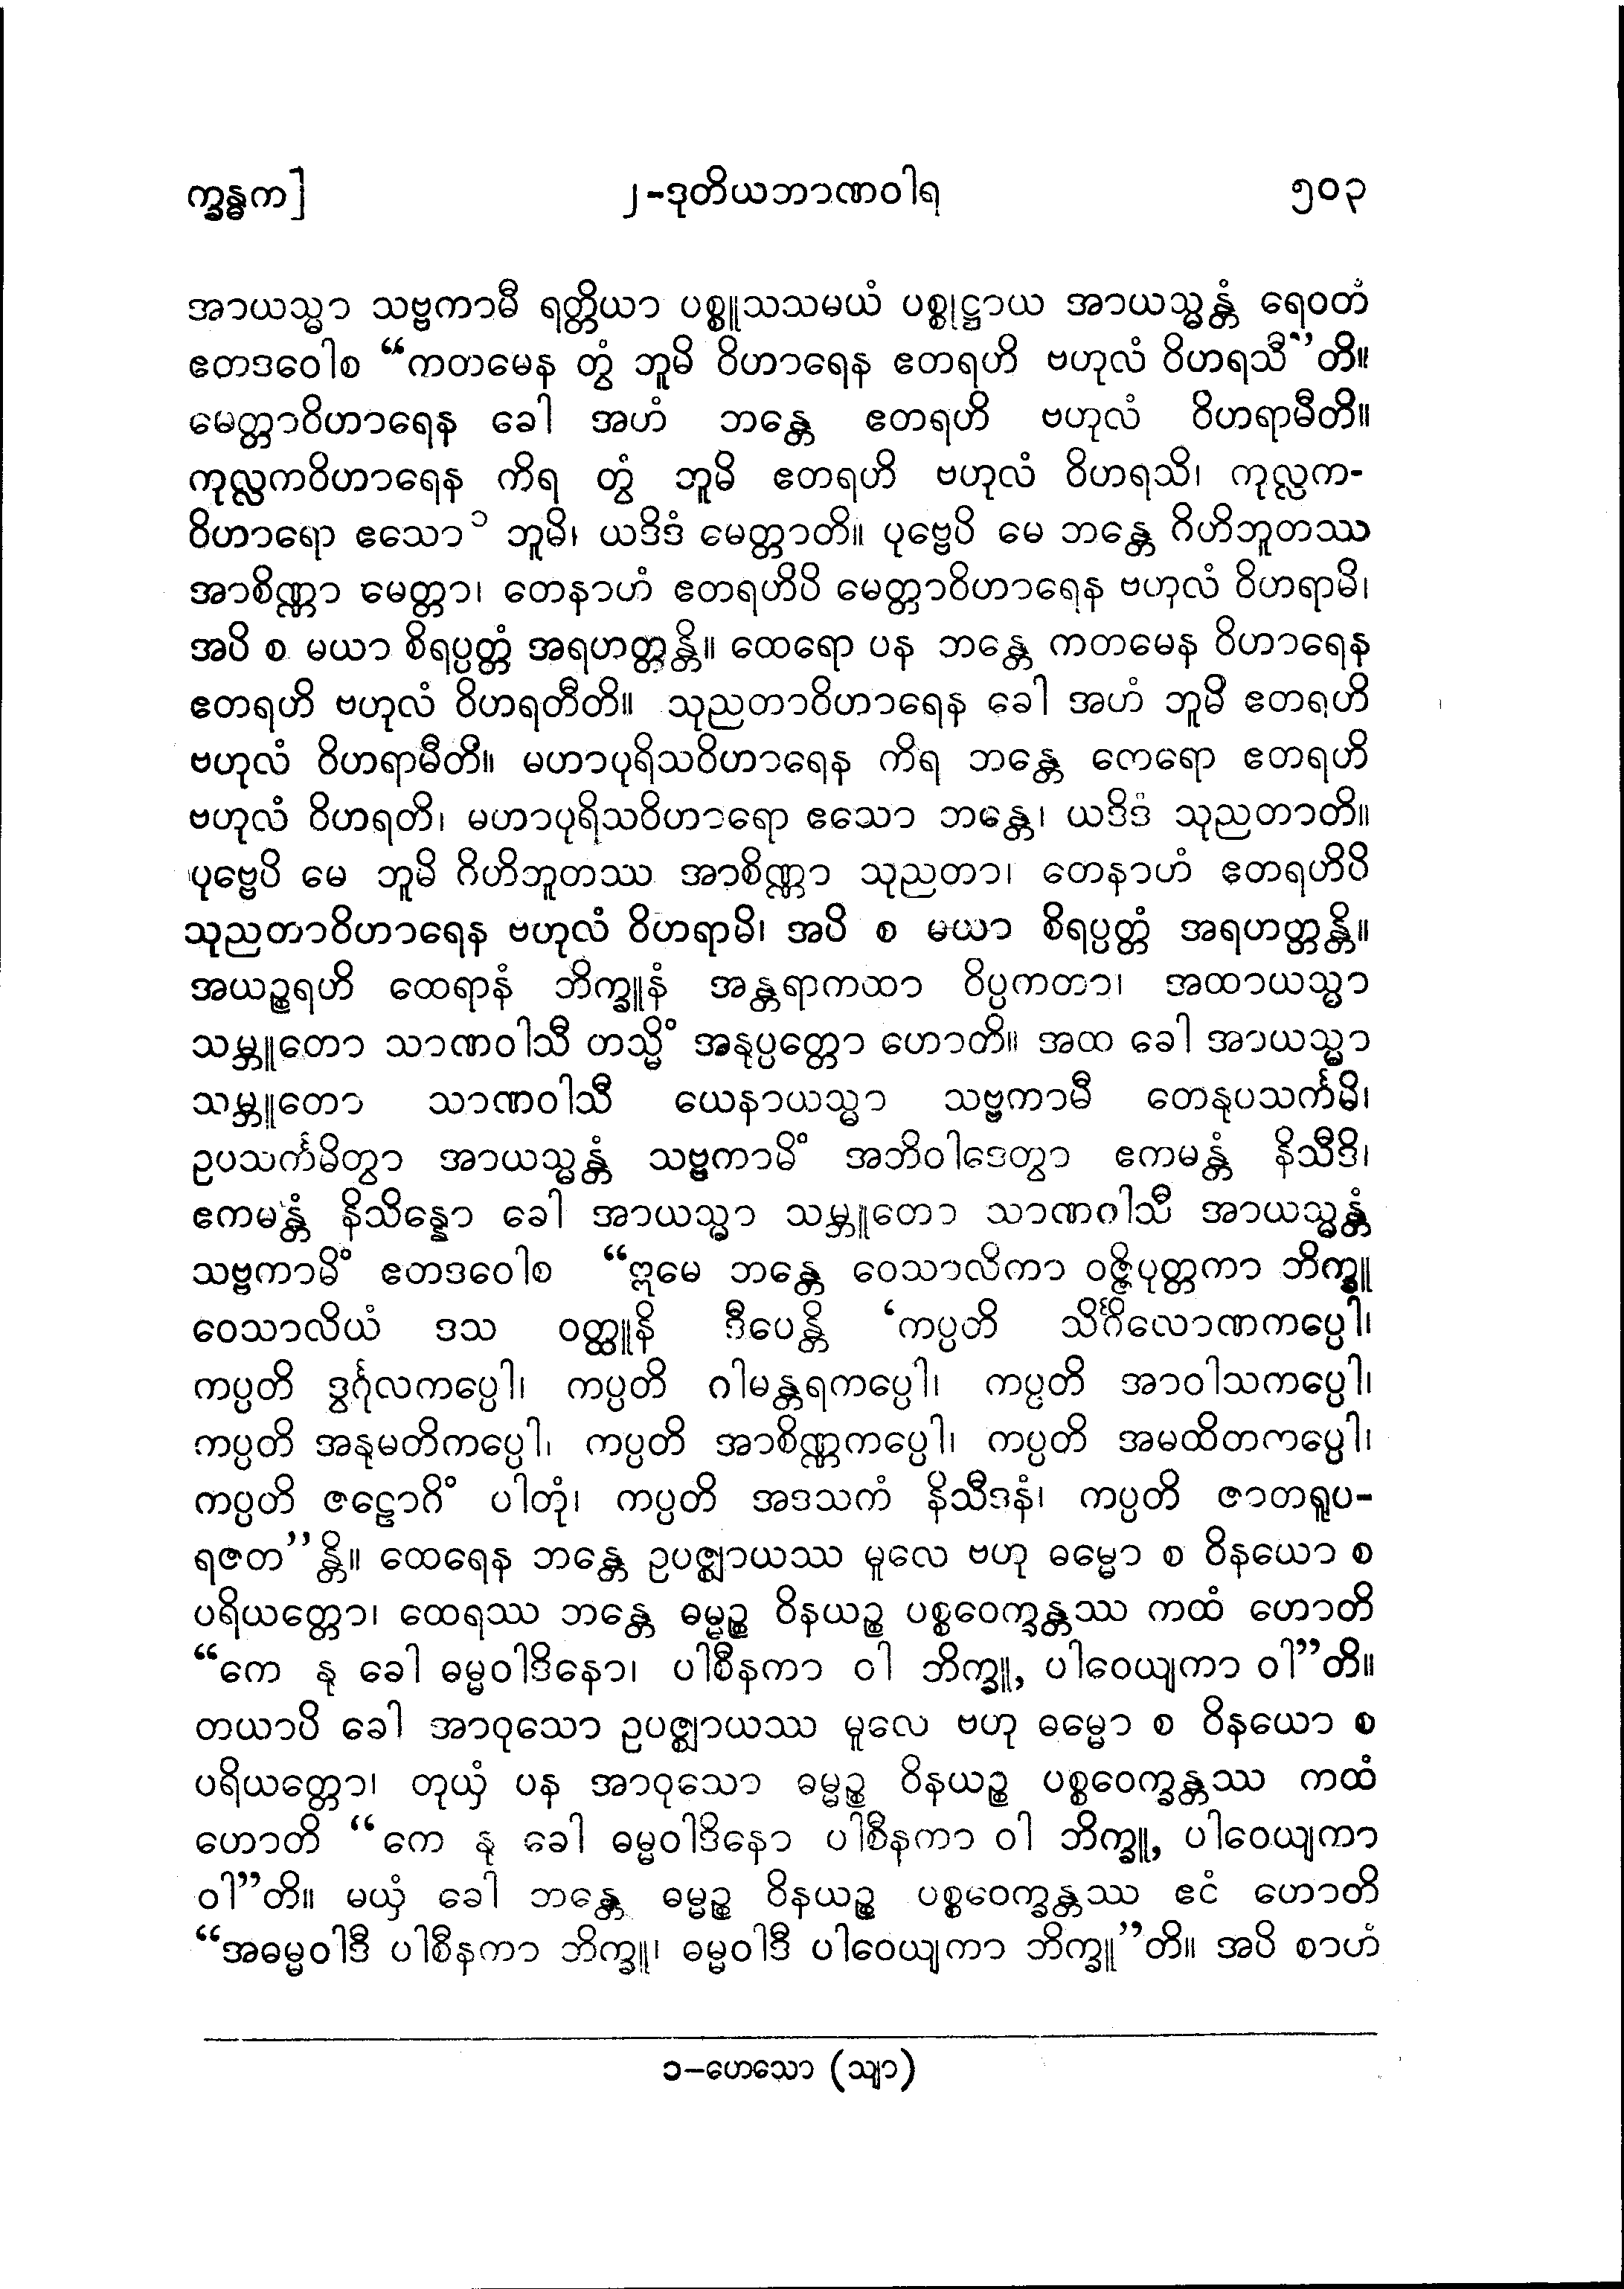 က္ခန္ဓက]
၂-ဒုတိယဘာဏဝါရ
၅၀၃
အာယသ္မာ သဗ္ဗကာမီ ရတ္တိယာ ပစ္စူသသမယံ ပစ္စုဋ္ဌာယ အာယသ္မန္တံ ရေဝတံ
ဧတဒဝေါစ “ကတမေန တွံ ဘူမိ ဝိဟာရေန ဧတရဟိ ဗဟုလံ ဝိဟရသီ”တိ။
မေတ္တာဝိဟာရေန ခေါ အဟံ ဘန္တေ ဧတရဟိ ဗဟုလံ ဝိဟရာမီတိ။
ကုလ္လကဝိဟာရေန ကိရ တွံ ဘူမိ ဧတရဟိ ဗဟုလံ ဝိဟရသိ၊ ကုလ္လက-
ဝိဟာရော ဧသော ၁ ဘူမိ၊ ယဒိဒံ မေတ္တာတိ။ ပုဗ္ဗေပိ မေ ဘန္တေ ဂိဟိဘူတဿ
အာစိဏ္ဏာ မေတ္တာ၊ တေနာဟံ ဧတရဟိပိ မေတ္တာဝိဟာရေန ဗဟုလံ ဝိဟရာမိ၊
အပိ စ မယာ စိရပ္ပတ္တံ အရဟတ္တန္တိ။ ထေရော ပန ဘန္တေ ကတမေန ဝိဟာရေန
ဧတရဟိ ဗဟုလံ ဝိဟရတီတိ။ သုညတာဝိဟာရေန ခေါ အဟံ ဘူမိ ဧတရဟိ
ဗဟုလံ ဝိဟရာမီတိ။ မဟာပုရိသဝိဟာရေန ကိရ ဘန္တေ ထေရော ဧတရဟိ
ဗဟုလံ ဝိဟရတိ၊ မဟာပုရိသဝိဟာရော ဧသော ဘန္တေ၊ ယဒိဒံ သုညတာတိ။
ပုဗ္ဗေပိ မေ ဘူမိ ဂိဟိဘူတဿ အာစိဏ္ဏာ သုညတာ၊ တေနာဟံ ဧတရဟိပိ
သုညတာဝိဟာရေန ဗဟုလံ ဝိဟရာမိ၊ အပိ စ မယာ စိရပ္ပတ္တံ အရဟတ္တန္တိ။
အယဉ္စရဟိ ထေရာနံ ဘိက္ခူနံ အန္တရာကထာ ဝိပ္ပကတာ၊ အထာယသ္မာ
သမ္ဘူတော သာဏဝါသီ တသ္မိံ အနုပ္ပတ္တော ဟောတိ။ အထ ခေါ အာယသ္မာ
သမ္ဘူတော သာဏဝါသီ ယေနာယသ္မာ သဗ္ဗကာမီ တေနုပသင်္ကမိ၊
ဥပသင်္ကမိတွာ အာယသ္မန္တံ သဗ္ဗကာမိံ အဘိဝါဒေတွာ ဧကမန္တံ နိသီဒိ၊
ဧကမန္တံ နိသိန္နော ခေါ အာယသ္မာ သမ္ဘူတော သာဏဝါသီ အာယသ္မန္တံ
သဗ္ဗကာမိံ ဧတဒဝေါစ “ဣမေ ဘန္တေ ဝေသာလိကာ ဝဇ္ဇိပုတ္တကာ ဘိက္ခူ
ဝေသာလိယံ ဒသ ဝတ္ထူနိ ဒီပေန္တိ ‘ကပ္ပတိ သိင်္ဂိလောဏကပ္ပေါ၊
ကပ္ပတိ ဒွင်္ဂုလကပ္ပေါ၊ ကပ္ပတိ ဂါမန္တရကပ္ပေါ၊ ကပ္ပတိ အာဝါသကပ္ပေါ၊
ကပ္ပတိ အနုမတိကပ္ပေါ၊ ကပ္ပတိ အာစိဏ္ဏကပ္ပေါ၊ ကပ္ပတိ အမထိတကပ္ပေါ၊
ကပ္ပတိ ဇဠောဂိံ ပါတုံ၊ ကပ္ပတိ အဒသကံ နိသီဒနံ၊ ကပ္ပတိ ဇာတရူပ-
ရဇတ”န္တိ။ ထေရေန ဘန္တေ ဥပဇ္ဈာယဿ မူလေ ဗဟု ဓမ္မော စ ဝိနယော စ
ပရိယတ္တော၊ ထေရဿ ဘန္တေ ဓမ္မဉ္စ ဝိနယဉ္စ ပစ္စဝေက္ခန္တဿ ကထံ ဟောတိ
“ကေ နု ခေါ ဓမ္မဝါဒိနော၊ ပါစီနကာ ဝါ ဘိက္ခူ, ပါဝေယျကာ ဝါ”တိ။
တယာပိ ခေါ အာဝုသော ဥပဇ္ဈာယဿ မူလေ ဗဟု ဓမ္မော စ ဝိနယော စ
ပရိယတ္တော၊ တုယှံ ပန အာဝုသော ဓမ္မဉ္စ ဝိနယဉ္စ ပစ္စဝေက္ခန္တဿ ကထံ
ဟောတိ “ကေ နု ခေါ ဓမ္မဝါဒိနော ပါစီနကာ ဝါ ဘိက္ခူ, ပါဝေယျကာ
ဝါ”တိ။ မယှံ ခေါ ဘန္တေ ဓမ္မဉ္စ ဝိနယဉ္စ ပစ္စဝေက္ခန္တဿ ဧဝံ ဟောတိ
“အဓမ္မဝါဒီ ပါစီနကာ ဘိက္ခူ၊ ဓမ္မဝါဒီ ပါဝေယျကာ ဘိက္ခူ”တိ။ အပိ စာဟံ
၁-ဟေသော (သျာ)